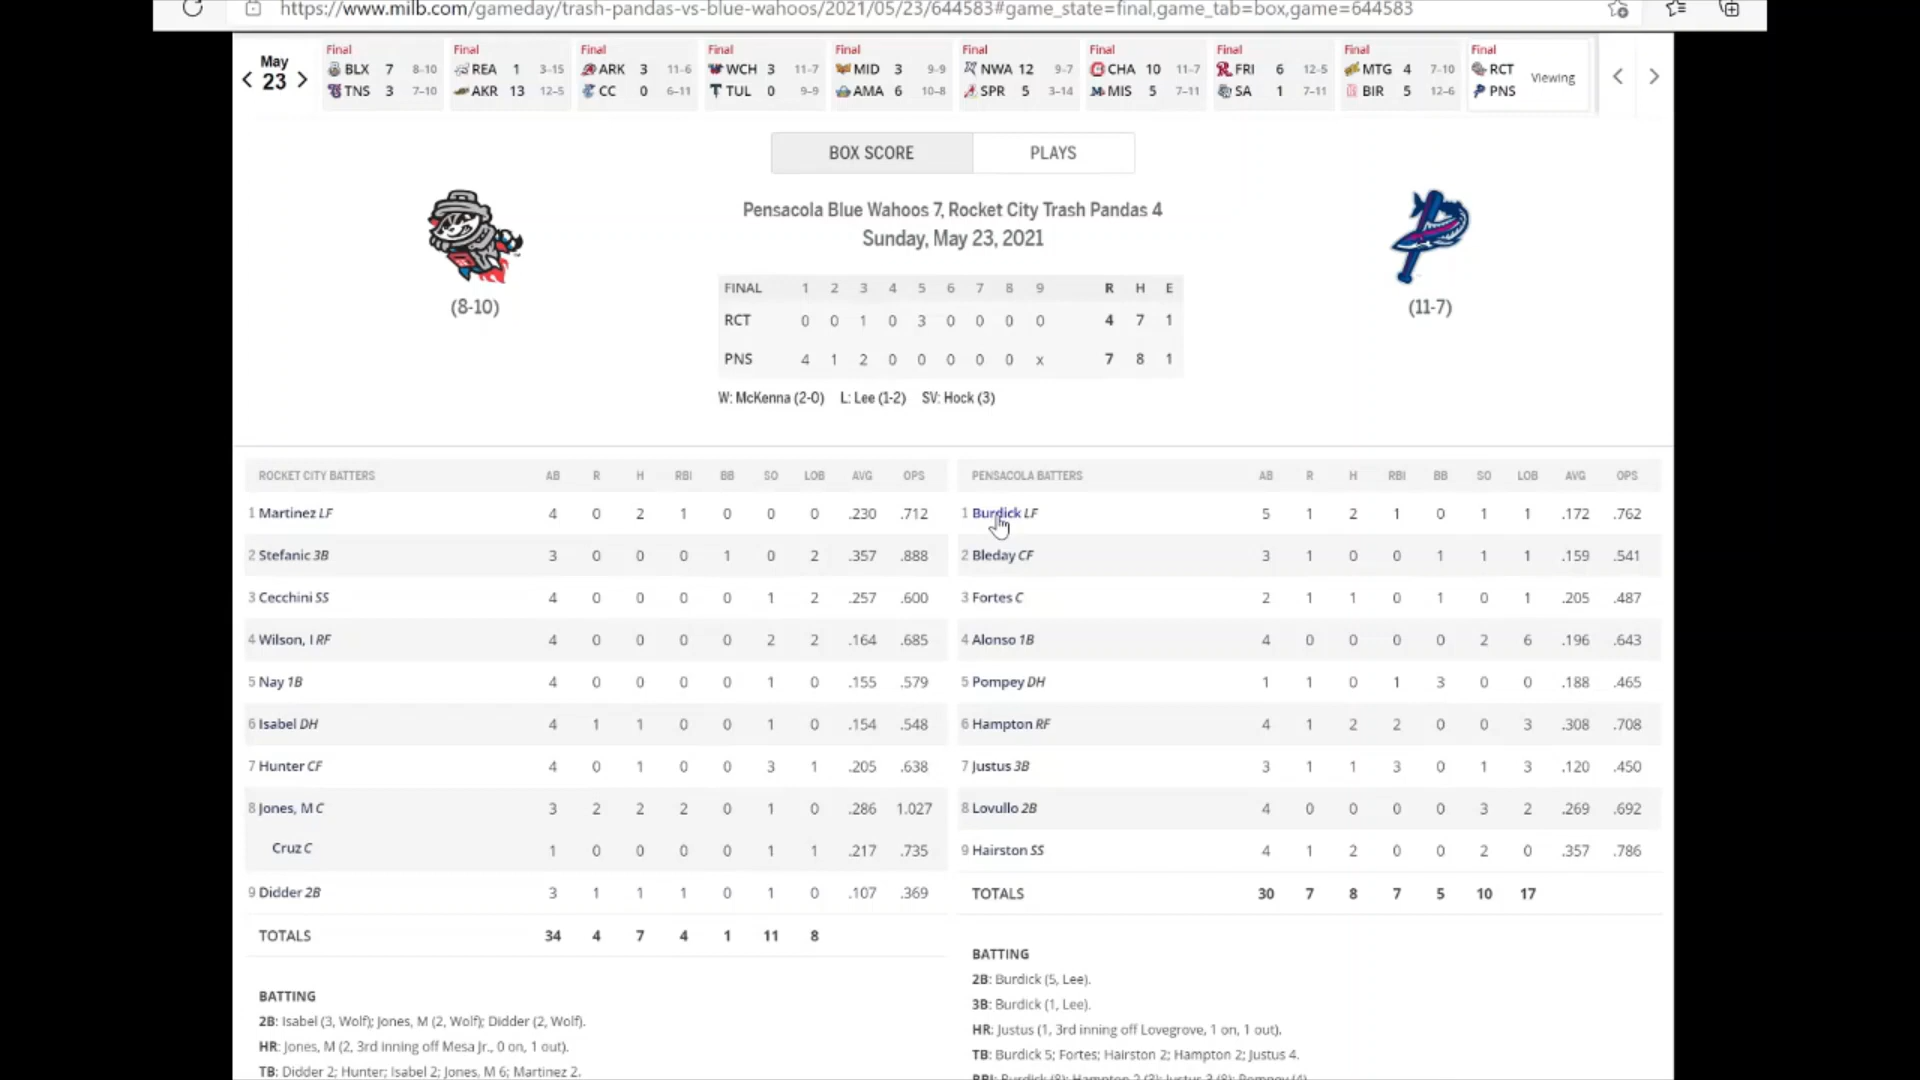 https://www.milb.com/gameday/trash-pandas-vs-blue-wahoos/2021/05/23/644583#game_state=final,game_tab=box,game=644583
May 23
Final
BLX 7 8-10
TNS 3 7-10
Final
REA 1 3-15
AKR 13 12-5
Final
ARK 3 11-6
CC 0 6-11
Final
WCH 3 11-7
TUL 0 9-9
Final
MID 3 9-9
AMA 6 10-8
Final
NWA 12 9-7
SPR 5 3-14
Final
CHA 10 11-7
MIS 5 7-11
Final
FRI 6 12-5
SA 1 7-11
Final
MTG 4 7-10
BIR 5 12-6
Final
RCT
PNS
Viewing
BOX SCORE PLAYS
Pensacola Blue Wahoos 7, Rocket City Trash Pandas 4
Sunday, May 23, 2021
(8-10)
(11-7)
FINAL 1 2 3 4 5 6 7 8 9 R H E
RCT 0 0 1 0 3 0 0 0 0 4 7 1
PNS 4 1 2 0 0 0 0 0 x 7 8 1
W: McKenna (2-0) L: Lee (1-2) SV: Hock (3)
ROCKET CITY BATTERS AB R H RBI BB SO LOB AVG OPS
1 Martinez LF 4 0 2 1 0 0 0 .230 .712
2 Stefanic 3B 3 0 0 0 1 0 2 .357 .888
3 Cecchini SS 4 0 0 0 0 1 2 .257 .600
4 Wilson, I RF 4 0 0 0 0 2 2 .164 .685
5 Nay 1B 4 0 0 0 0 1 0 .155 .579
6 Isabel DH 4 1 1 0 0 1 0 .154 .548
7 Hunter CF 4 0 1 0 0 3 1 .205 .638
8 Jones, M C 3 2 2 2 0 1 0 .286 1.027
Cruz C 1 0 0 0 0 1 1 .217 .735
9 Didder 2B 3 1 1 1 0 1 0 .107 .369
TOTALS 34 4 7 4 1 11 8
BATTING
2B: Isabel (3, Wolf); Jones, M (2, Wolf); Didder (2, Wolf).
HR: Jones, M (2, 3rd inning off Mesa Jr., 0 on, 1 out).
TB: Didder 2; Hunter; Isabel 2; Jones, M 6; Martinez 2.
PENSACOLA BATTERS AB R H RBI BB SO LOB AVG OPS
1 Burdick LF 5 1 2 1 0 1 1 .172 .762
2 Bleday CF 3 1 0 0 1 1 1 .159 .541
3 Fortes C 2 1 1 0 1 0 1 .205 .487
4 Alonso 1B 4 0 0 0 0 2 6 .196 .643
5 Pompey DH 1 1 0 1 3 0 0 .188 .465
6 Hampton RF 4 1 2 2 0 0 3 .308 .708
7 Justus 3B 3 1 1 3 0 1 3 .120 .450
8 Lovullo 2B 4 0 0 0 0 3 2 .269 .692
9 Hairston SS 4 1 2 0 0 2 0 .357 .786
TOTALS 30 7 8 7 5 10 17
BATTING
2B: Burdick (5, Lee).
3B: Burdick (1, Lee).
HR: Justus (1, 3rd inning off Lovegrove, 1 on, 1 out).
TB: Burdick 5; Fortes; Hairston 2; Hampton 2; Justus 4.
RBI: Burdick (8); Hampton 2 (3); Justus 3 (8); Pompey (4).